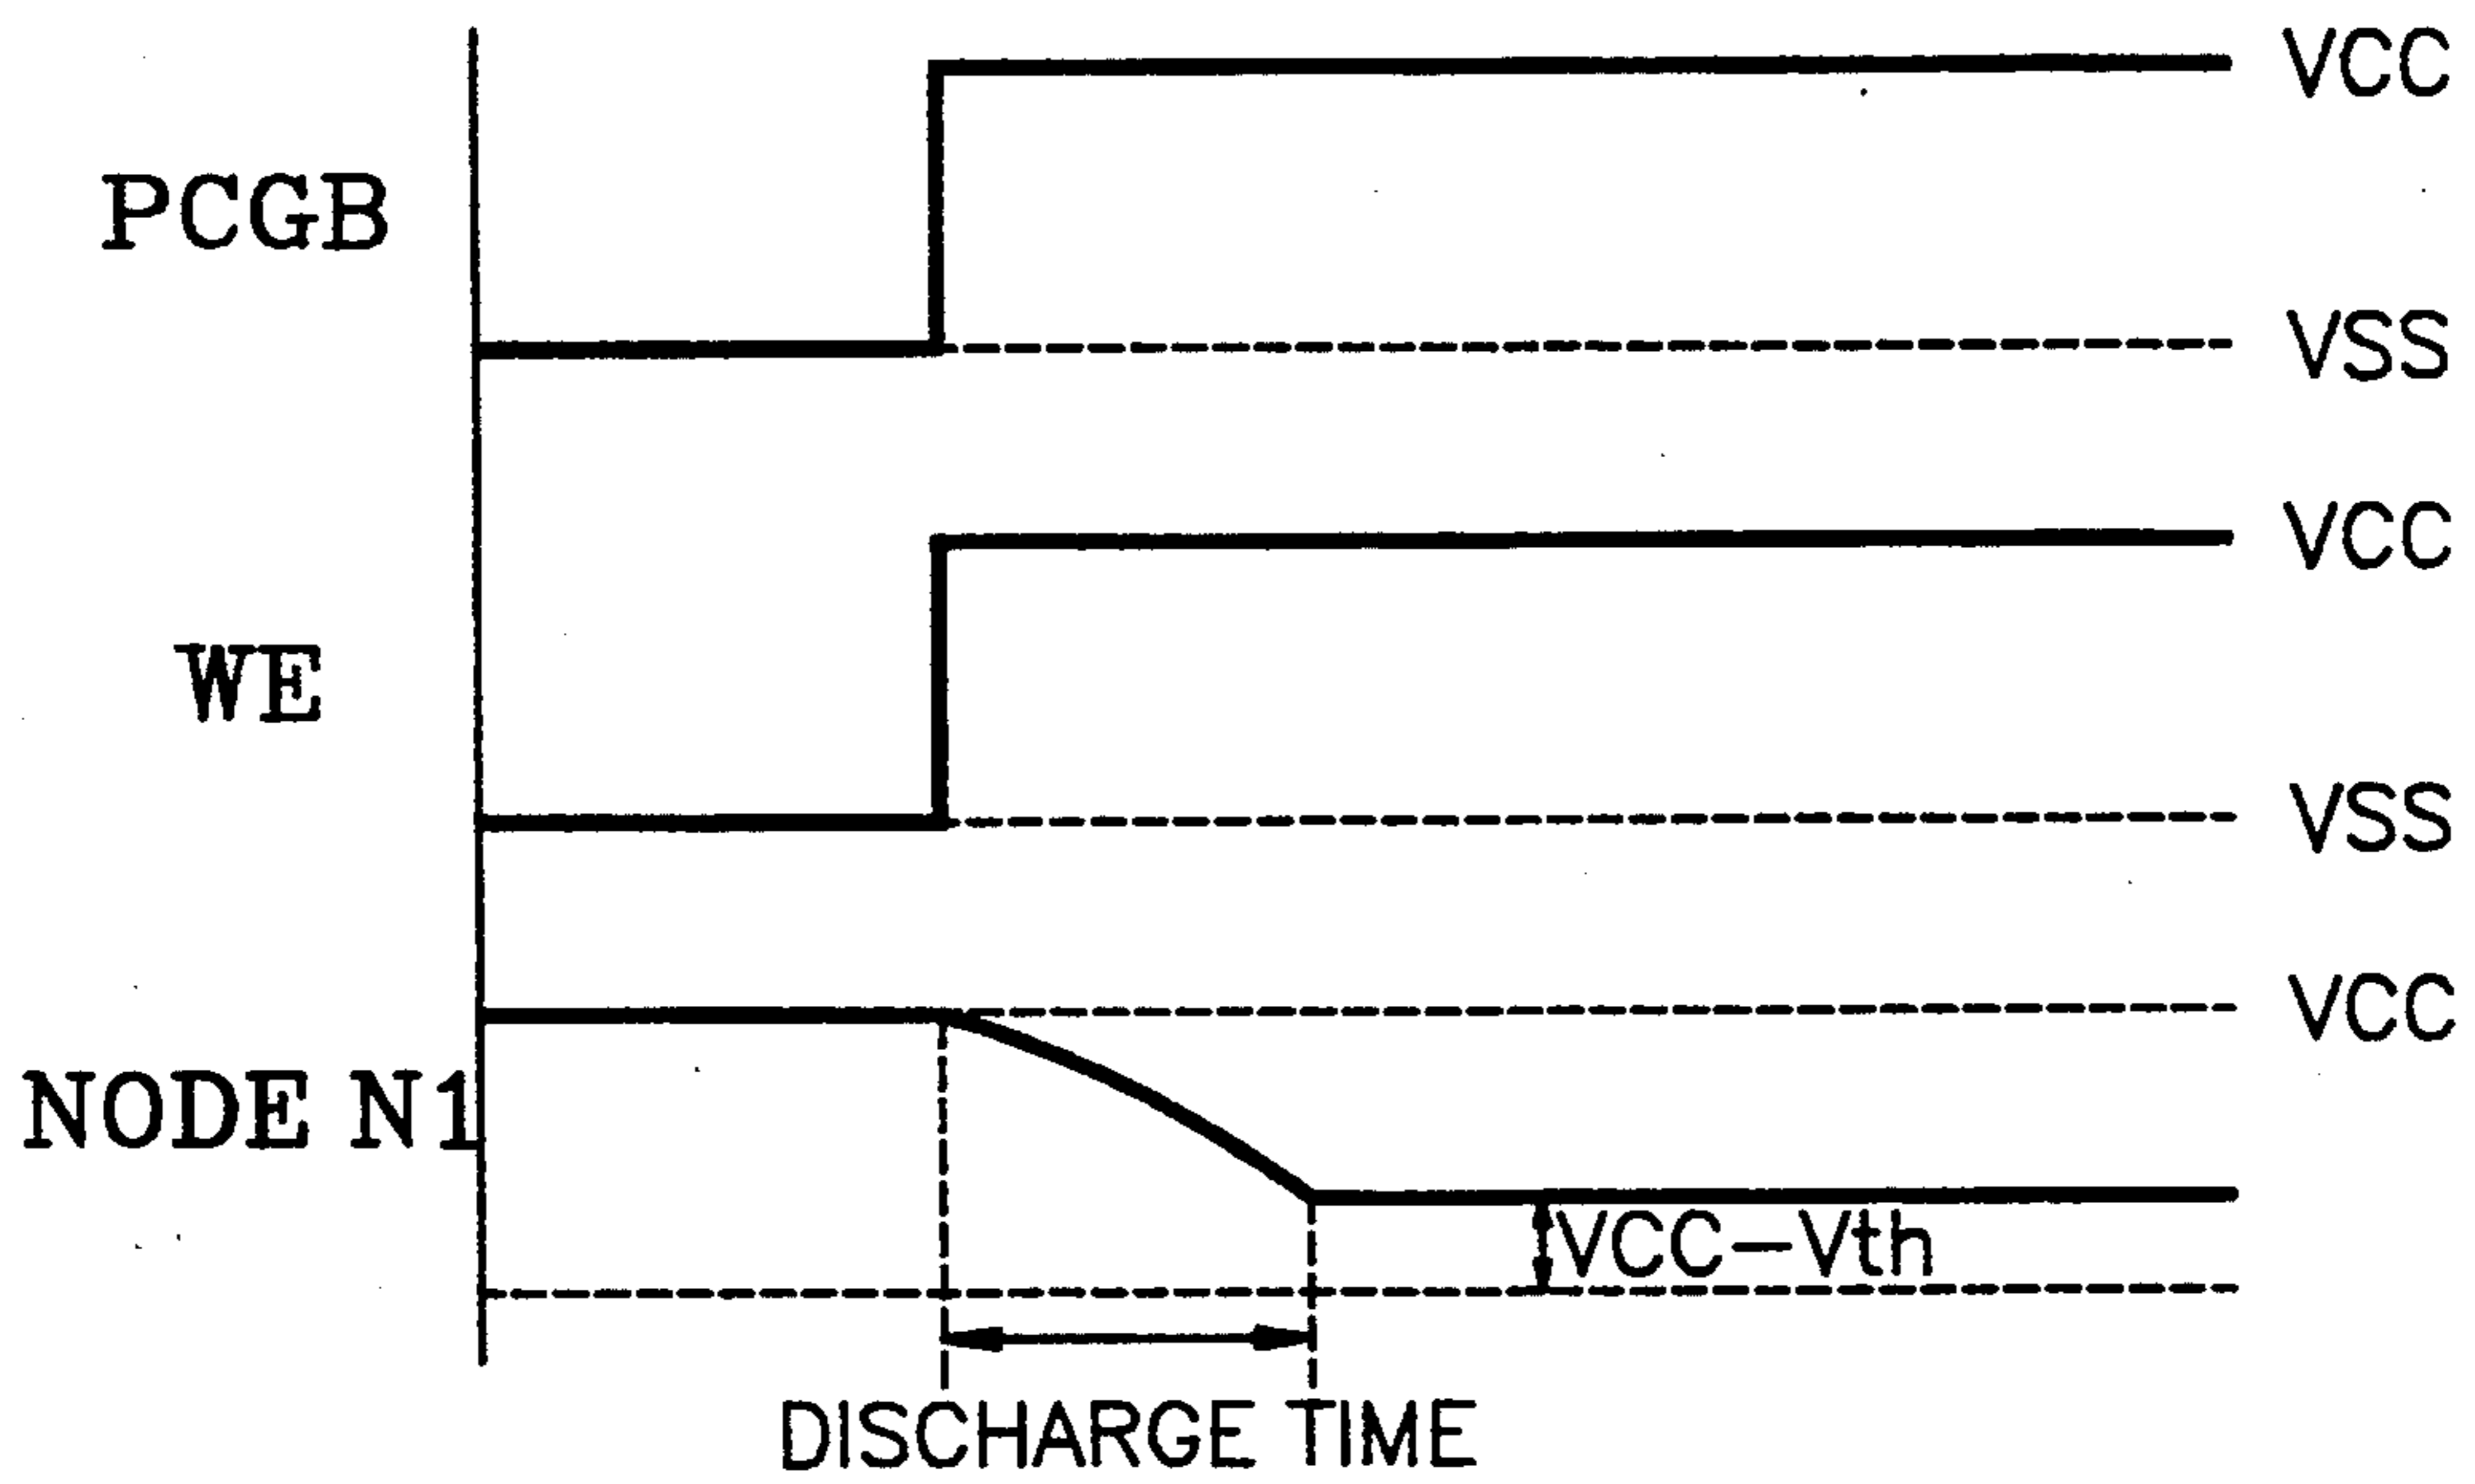 VCC
PCGB
VSS
VCC
WE
VSS
VCC
NODE N1
VCC-Vth
DISCHARGE TIME